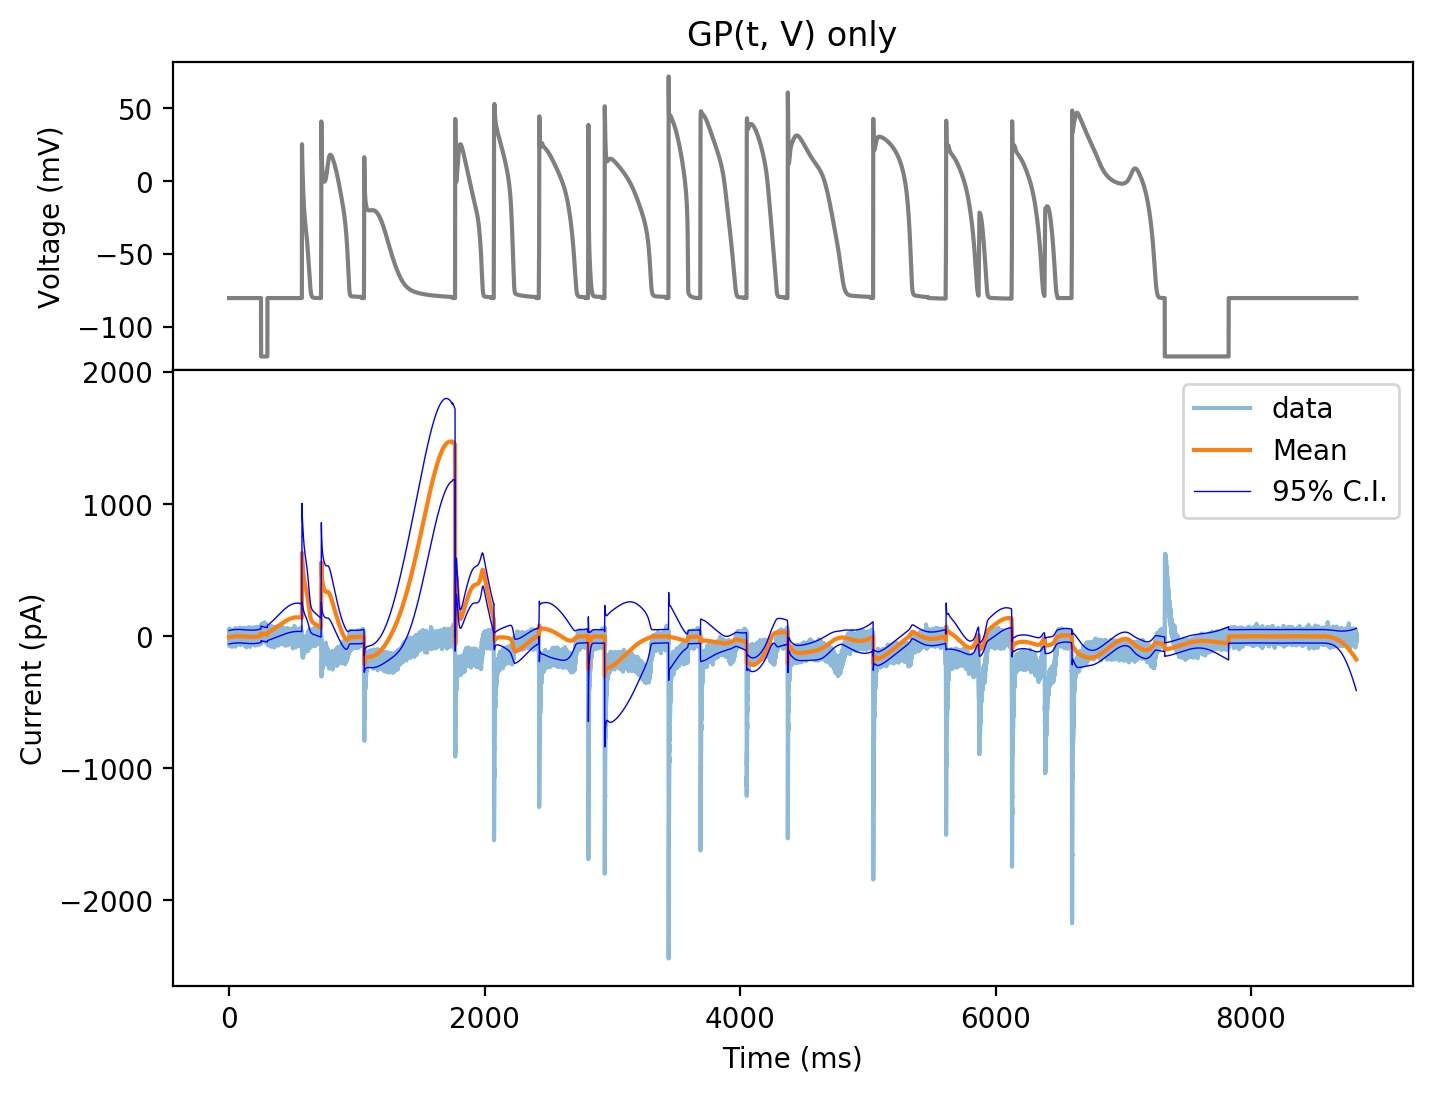 GP(t, V) only
Voltage (mV)
50
0
−50
−100
Current (pA)
2000
1000
0
−1000
−2000
data
Mean
95% C.I.
0 2000 4000 6000 8000
Time (ms)